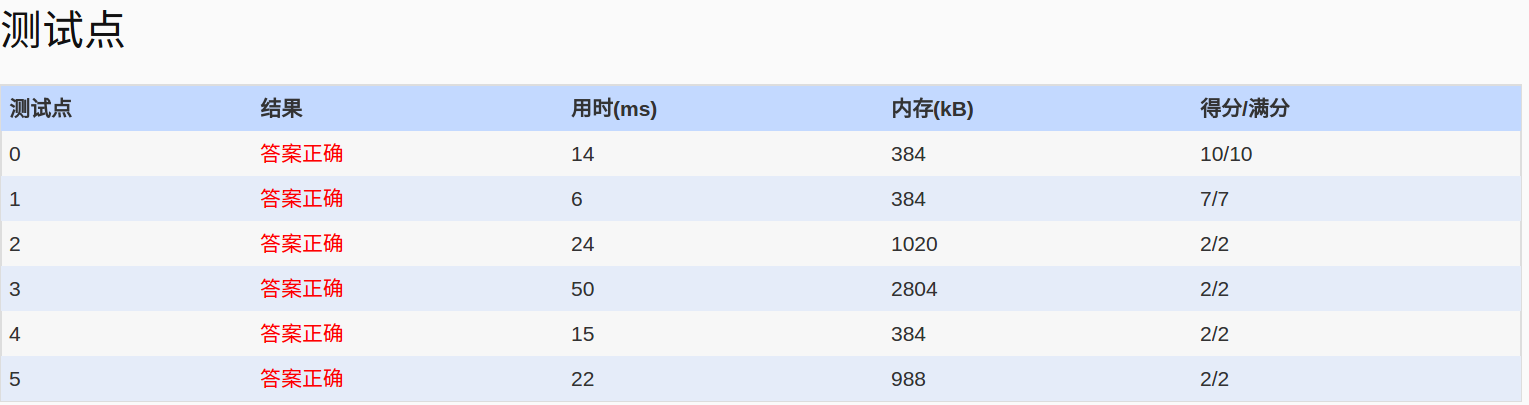 测试点
测试点 结果 用时(ms) 内存(kB) 得分/满分
0 答案正确 14 384 10/10
1 答案正确 6 384 7/7
2 答案正确 24 1020 2/2
3 答案正确 50 2804 2/2
4 答案正确 15 384 2/2
5 答案正确 22 988 2/2